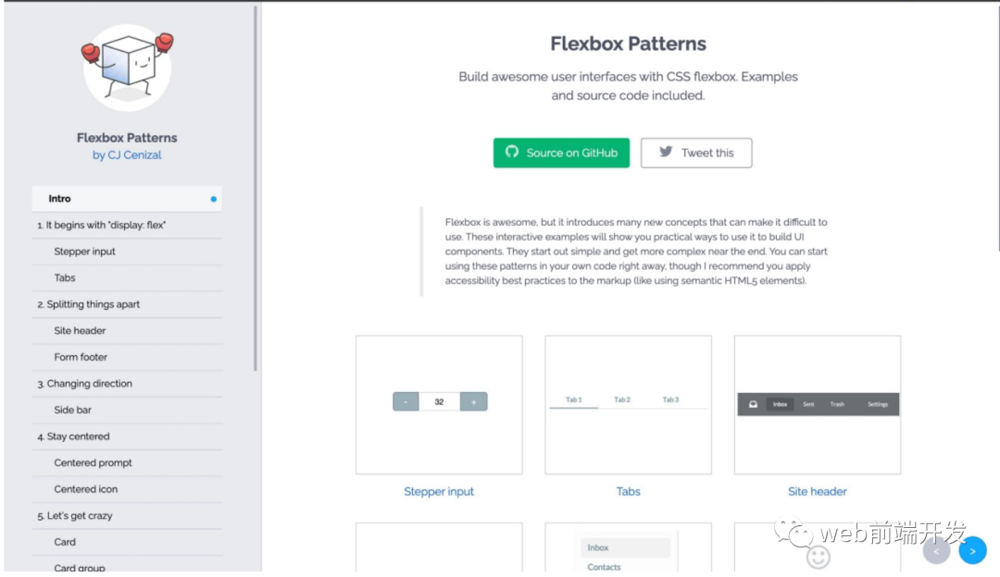 Flexbox Patterns
by CJ Cenizal
Intro
1. It begins with "display: flex"
Stepper input
Tabs
2. Splitting things apart
Site header
Form footer
3. Changing direction
Side bar
4. Stay centered
Centered prompt
Centered icon
5. Let's get crazy
Card
Card group
Flexbox Patterns
Build awesome user interfaces with CSS flexbox. Examples
and source code included.
Source on GitHub
Tweet this
Flexbox is awesome, but it introduces many new concepts that can make it difficult to
use. These interactive examples will show you practical ways to use it to build UI
components. They start out simple and get more complex near the end. You can start
using these patterns in your own code right away, though I recommend you apply
accessibility best practices to the markup (like using semantic HTML5 elements).
- 32 +
Tab 1 Tab 2 Tab 3
Inbox Sent Trash Settings
Stepper input
Tabs
Site header
Inbox
Contacts
web前端开发
< >